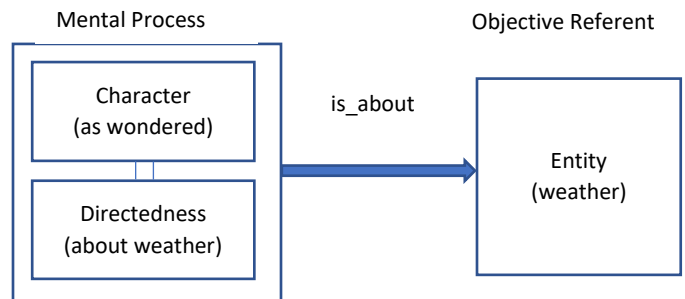 Mental Process
Objective Referent
Character
(as wondered)
is_about
Entity
(weather)
Directedness
(about weather)